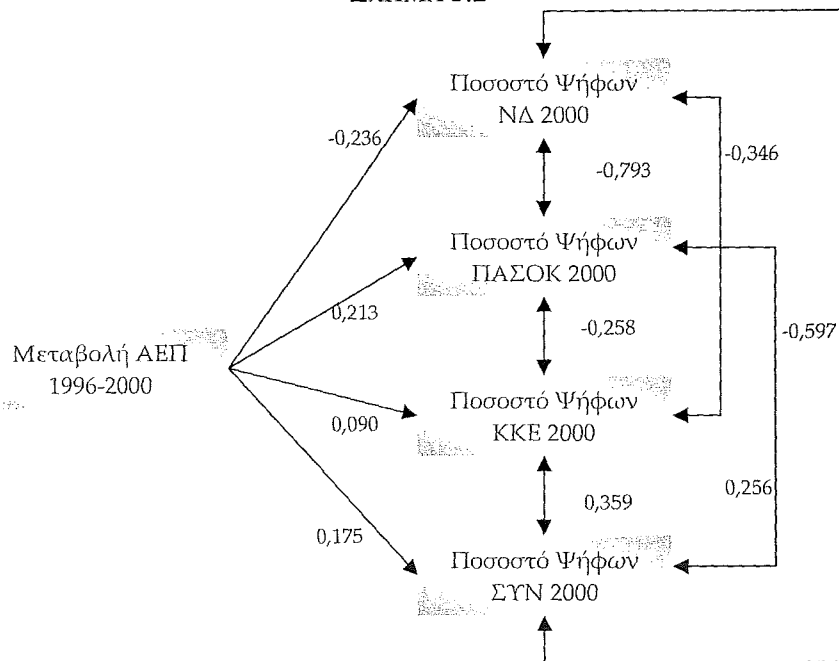 Ποσοστό Ψήφων
ΝΔ 2000
-0,236
-0,346
-0,793
Ποσοστό Ψήφων
ΠΑΣΟΚ 2000
0,213
-0,258
-0,597
Μεταβολή ΑΕΠ
1996-2000
Ποσοστό Ψήφων
ΚΚΕ 2000
0,090
0,359
0,256
0,175
Ποσοστό Ψήφων
ΣΥΝ 2000